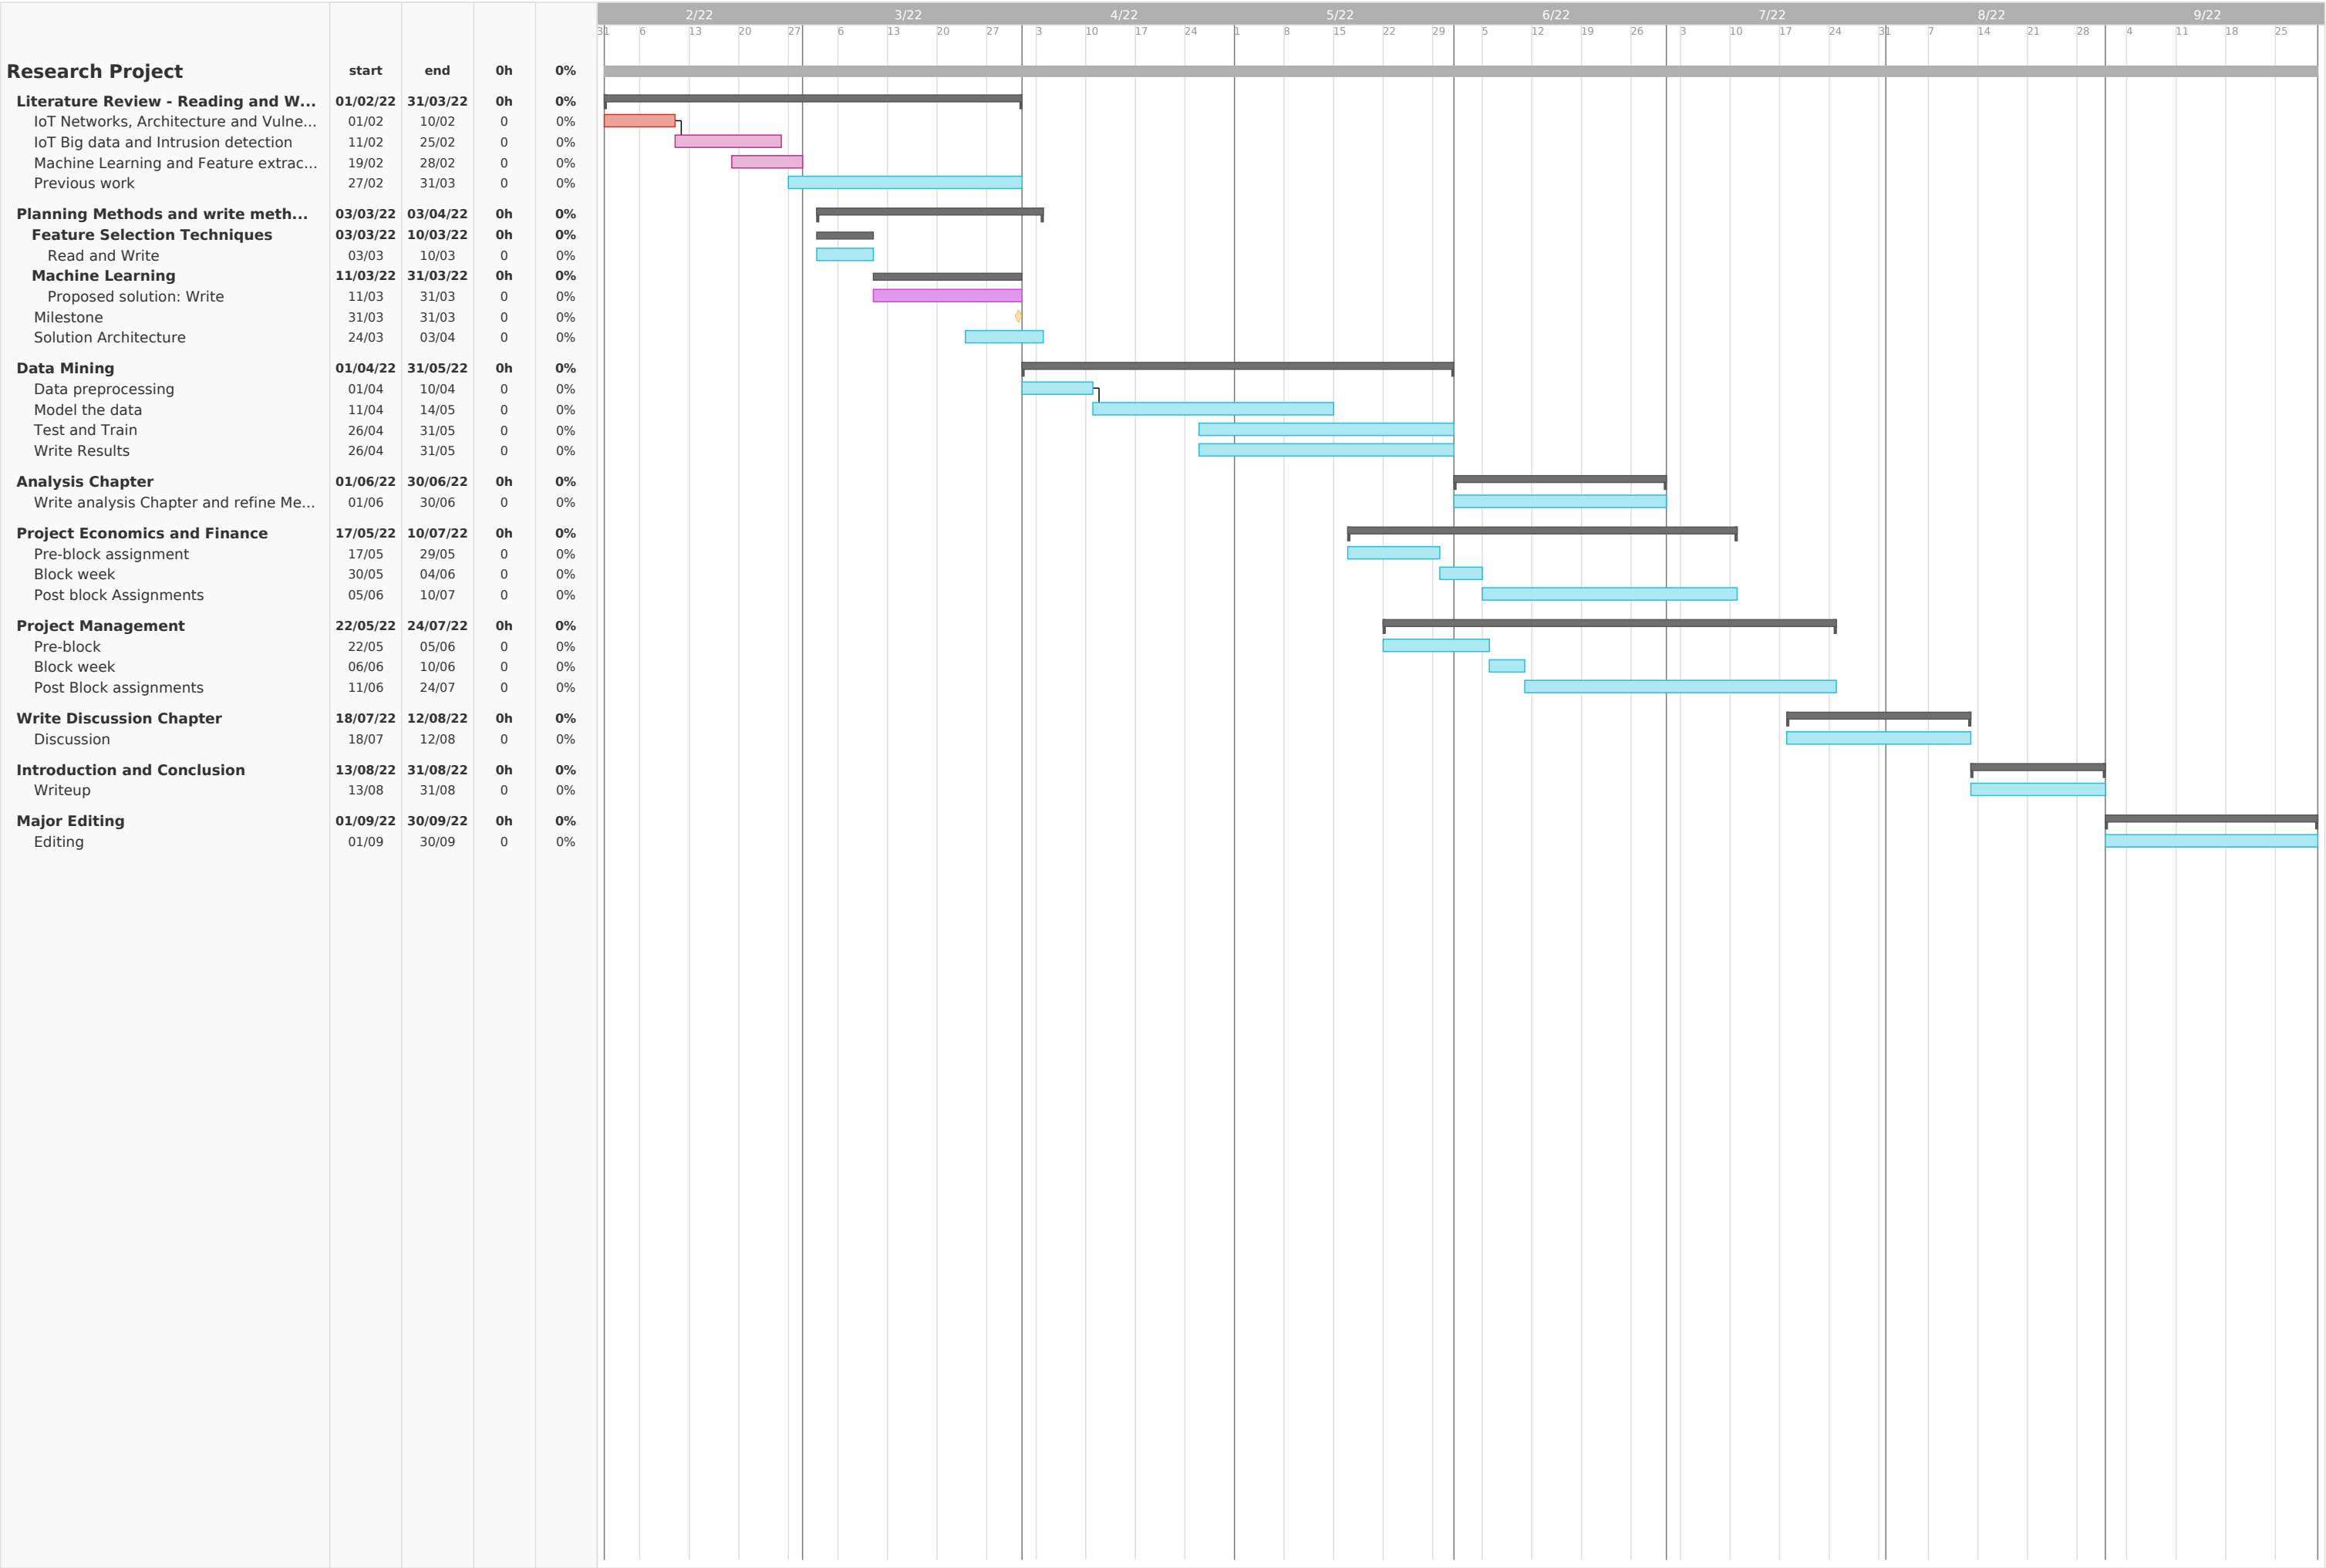 2/22 3/22 4/22 5/22 6/22 7/22 8/22 9/22
31 6 13 20 27 6 13 20 27 3 10 17 24 1 8 15 22 29 5 12 19 26 3 10 17 24 31 7 14 21 28 4 11 18 25
Research Project start end 0h 0%
Literature Review - Reading and W... 01/02/22 31/03/22 0h 0%
IoT Networks, Architecture and Vulne... 01/02 10/02 0 0%
IoT Big data and Intrusion detection 11/02 25/02 0 0%
Machine Learning and Feature extrac... 19/02 28/02 0 0%
Previous work 27/02 31/03 0 0%
Planning Methods and write meth... 03/03/22 03/04/22 0h 0%
Feature Selection Techniques 03/03/22 10/03/22 0h 0%
Read and Write 03/03 10/03 0 0%
Machine Learning 11/03/22 31/03/22 0h 0%
Proposed solution: Write 11/03 31/03 0 0%
Milestone 31/03 31/03 0 0%
Solution Architecture 24/03 03/04 0 0%
Data Mining 01/04/22 31/05/22 0h 0%
Data preprocessing 01/04 10/04 0 0%
Model the data 11/04 14/05 0 0%
Test and Train 26/04 31/05 0 0%
Write Results 26/04 31/05 0 0%
Analysis Chapter 01/06/22 30/06/22 0h 0%
Write analysis Chapter and refine Me... 01/06 30/06 0 0%
Project Economics and Finance 17/05/22 10/07/22 0h 0%
Pre-block assignment 17/05 29/05 0 0%
Block week 30/05 04/06 0 0%
Post block Assignments 05/06 10/07 0 0%
Project Management 22/05/22 24/07/22 0h 0%
Pre-block 22/05 05/06 0 0%
Block week 06/06 10/06 0 0%
Post Block assignments 11/06 24/07 0 0%
Write Discussion Chapter 18/07/22 12/08/22 0h 0%
Discussion 18/07 12/08 0 0%
Introduction and Conclusion 13/08/22 31/08/22 0h 0%
Writeup 13/08 31/08 0 0%
Major Editing 01/09/22 30/09/22 0h 0%
Editing 01/09 30/09 0 0%